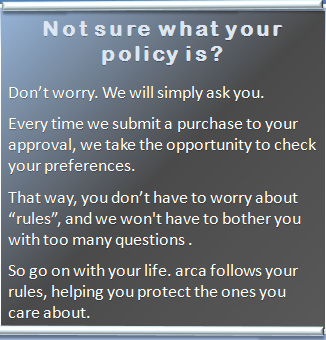 Not sure what your
policy is?
Don’t worry. We will simply ask you.
Every time we submit a purchase to your
approval, we take the opportunity to check
your preferences.
That way, you don’t have to worry about
“rules”, and we won't have to bother you
with too many questions .
So go on with your life. arca follows your
rules, helping you protect the ones you
care about.